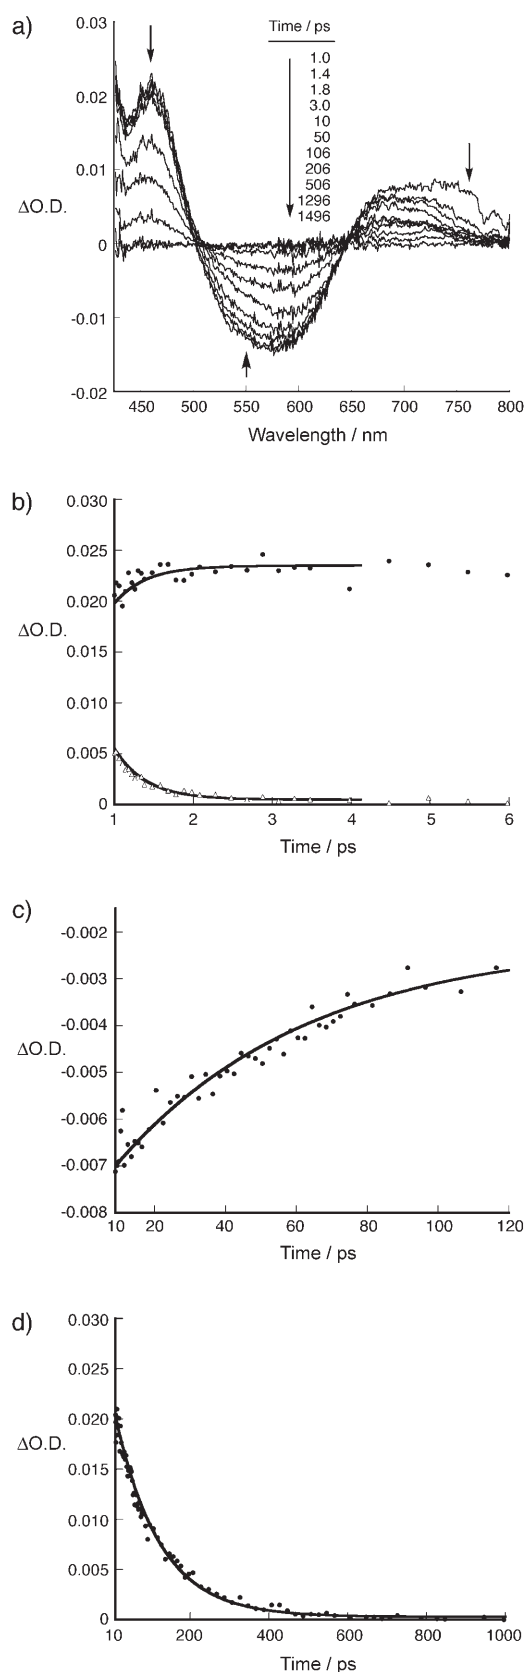 a)
0.03
0.02
0.01
0
-0.01
-0.02
ΔO.D.
Time / ps
1.0
1.4
1.8
3.0
10
50
106
206
506
1296
1496
450 500 550 600 650 700 750 800
Wavelength / nm
b)
0.030
0.025
0.020
0.015
0.010
0.005
0
ΔO.D.
1 2 3 4 5 6
Time / ps
c)
-0.002
-0.003
-0.004
-0.005
-0.006
-0.007
-0.008
ΔO.D.
10 20 40 60 80 100 120
Time / ps
d)
0.030
0.025
0.020
0.015
0.010
0.005
0
ΔO.D.
10 200 400 600 800 1000
Time / ps